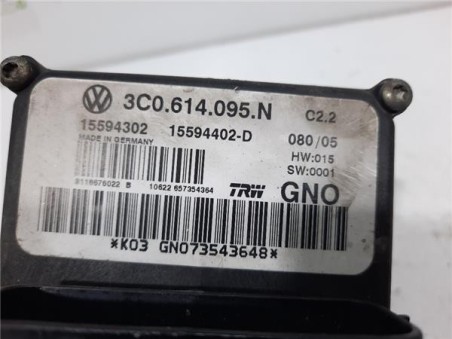 3C0.614.095.N C2.2
15594302 15594402-D 080/05
MADE IN GERMANY HW:015
SW:0001
10622 657354364 TRW GNO
*K03 GN073543648*